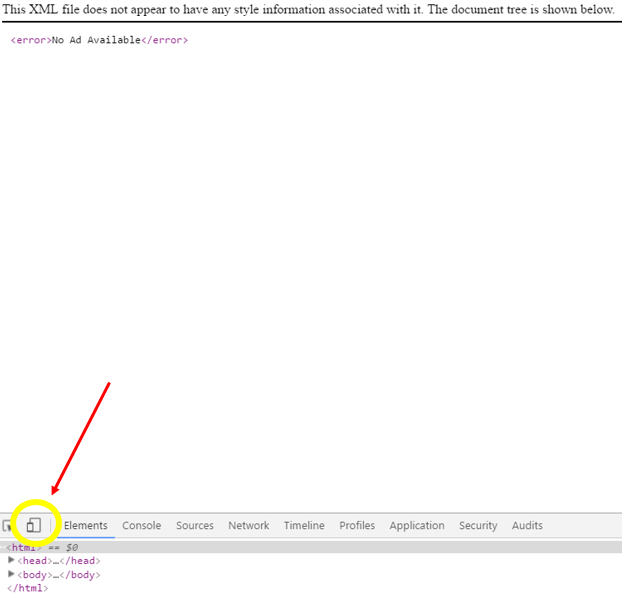 This XML file does not appear to have any style information associated with it. The document tree is shown below.
<error>No Ad Available</error>
Elements Console Sources Network Timeline Profiles Application Security Audits
<html> == $0
<head>…</head>
<body>…</body>
</html>